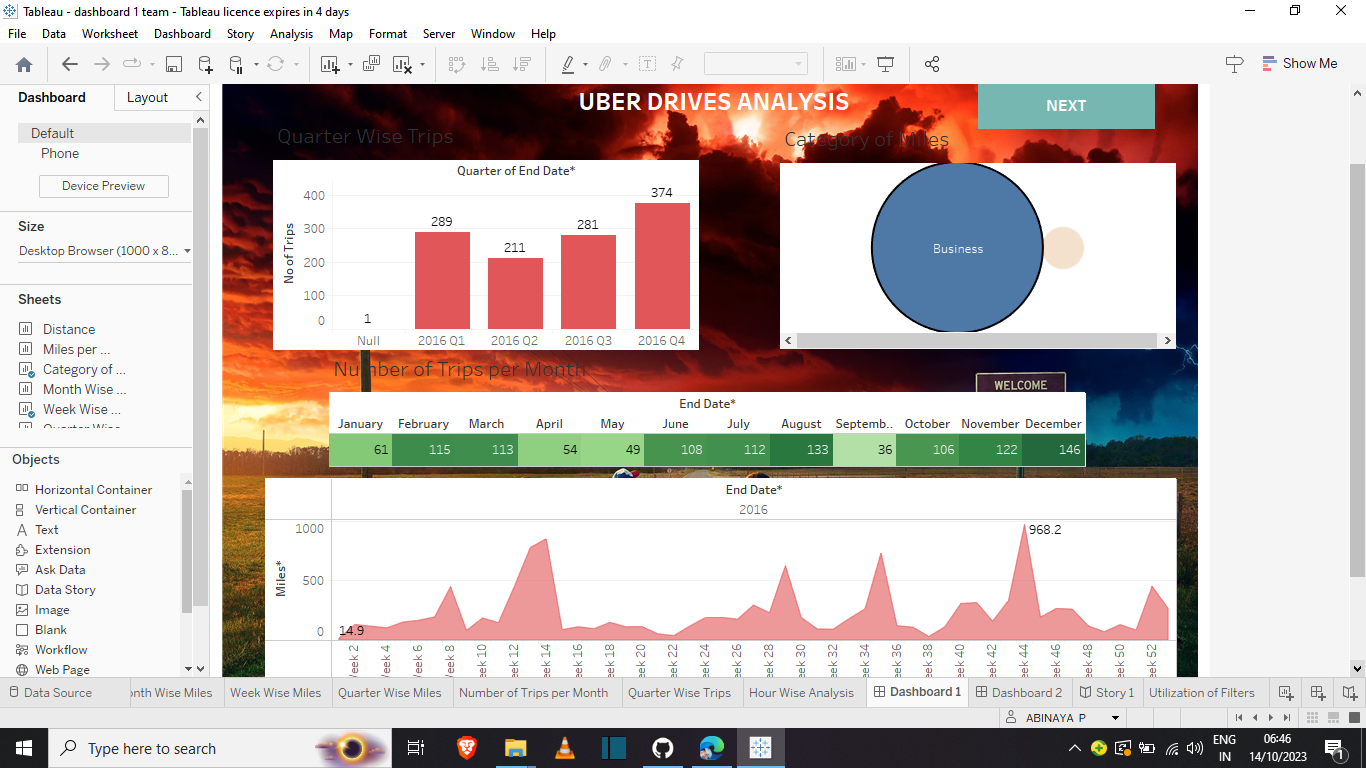 Tableau - dashboard 1 team - Tableau licence expires in 4 days
File Data Worksheet Dashboard Story Analysis Map Format Server Window Help
Show Me
Dashboard Layout
Default
Phone
Device Preview
Size
Desktop Browser (1000 x 8...
Sheets
Distance
Miles per ...
Category of ...
Month Wise ...
Week Wise ...
Quarter Wise
Objects
Horizontal Container
Vertical Container
Text
Extension
Ask Data
Data Story
Image
Blank
Workflow
Web Page
UBER DRIVES ANALYSIS
NEXT
Quarter Wise Trips
Quarter of End Date*
No of Trips
400
300
200
100
0
1
289
211
281
374
Null 2016 Q1 2016 Q2 2016 Q3 2016 Q4
Category of Miles
Business
WELCOME
Number of Trips per Month
End Date*
January February March April May June July August Septemb.. October November December
61 115 113 54 49 108 112 133 36 106 122 146
End Date*
2016
Miles*
1000
500
0
14.9
968.2
Week 2 Week 4 Week 6 Week 8 Week 10 Week 12 Week 14 Week 16 Week 18 Week 20 Week 22 Week 24 Week 26 Week 28 Week 30 Week 32 Week 34 Week 36 Week 38 Week 40 Week 42 Week 44 Week 46 Week 48 Week 50 Week 52
Data Source nth Wise Miles Week Wise Miles Quarter Wise Miles Number of Trips per Month Quarter Wise Trips Hour Wise Analysis Dashboard 1 Dashboard 2 Story 1 Utilization of Filters
ABINAYA P
Type here to search
ENG
IN
06:46
14/10/2023
1